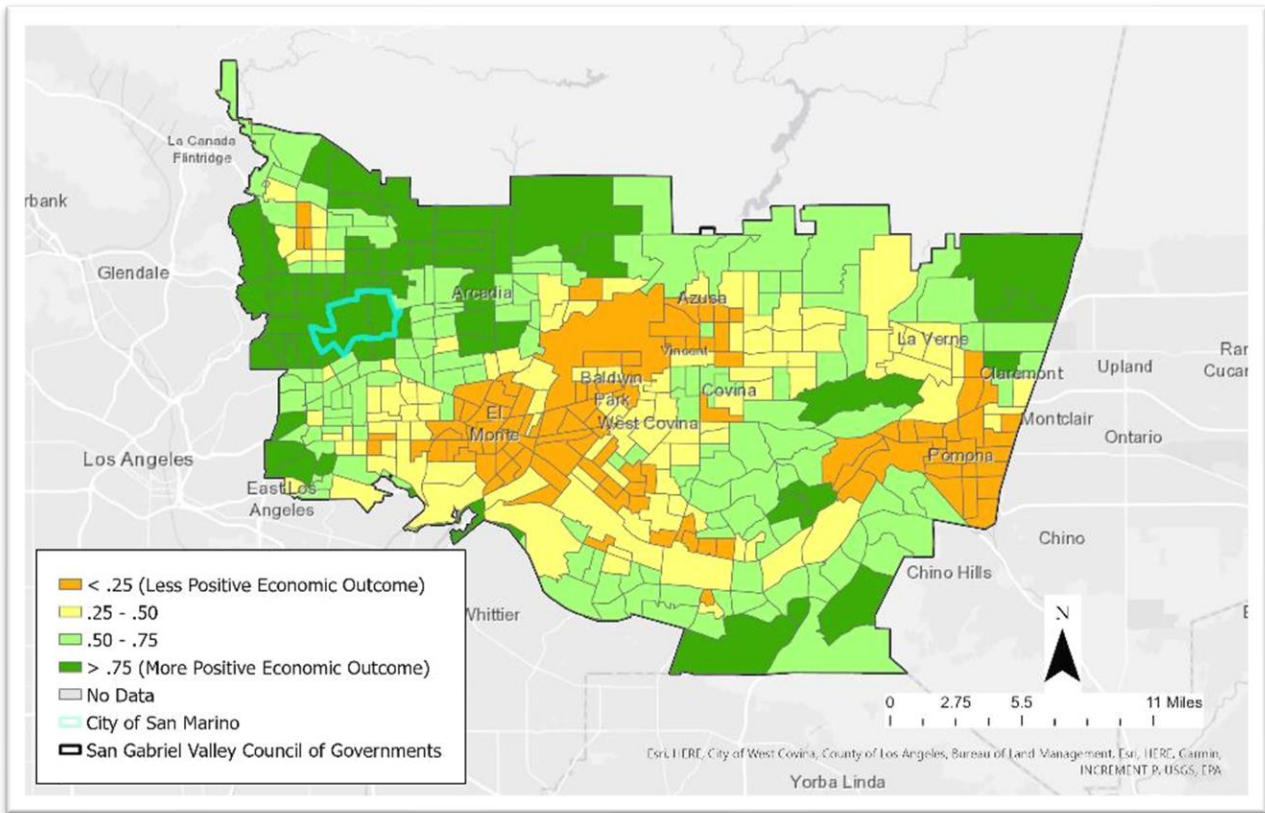 La Canada
Flintridge
rbank
Glendale
Arcadia
Azusa
Vincent
La Verne
Baldwin
Park
Covina
Claremont
Upland
Ran
Cucar
El
Monte
West Covina
Montclair
Ontario
Los Angeles
Pomona
East Los
Angeles
Chino
Chino Hills
Whittier
< .25 (Less Positive Economic Outcome)
.25 - .50
.50 - .75
> .75 (More Positive Economic Outcome)
No Data
City of San Marino
San Gabriel Valley Council of Governments
N
0 2.75 5.5 11 Miles
Esri, HERE, City of West Covina, County of Los Angeles, Bureau of Land Management, Esri, HERE, Garmin,
INCREMENT P, USGS, EPA
Yorba Linda